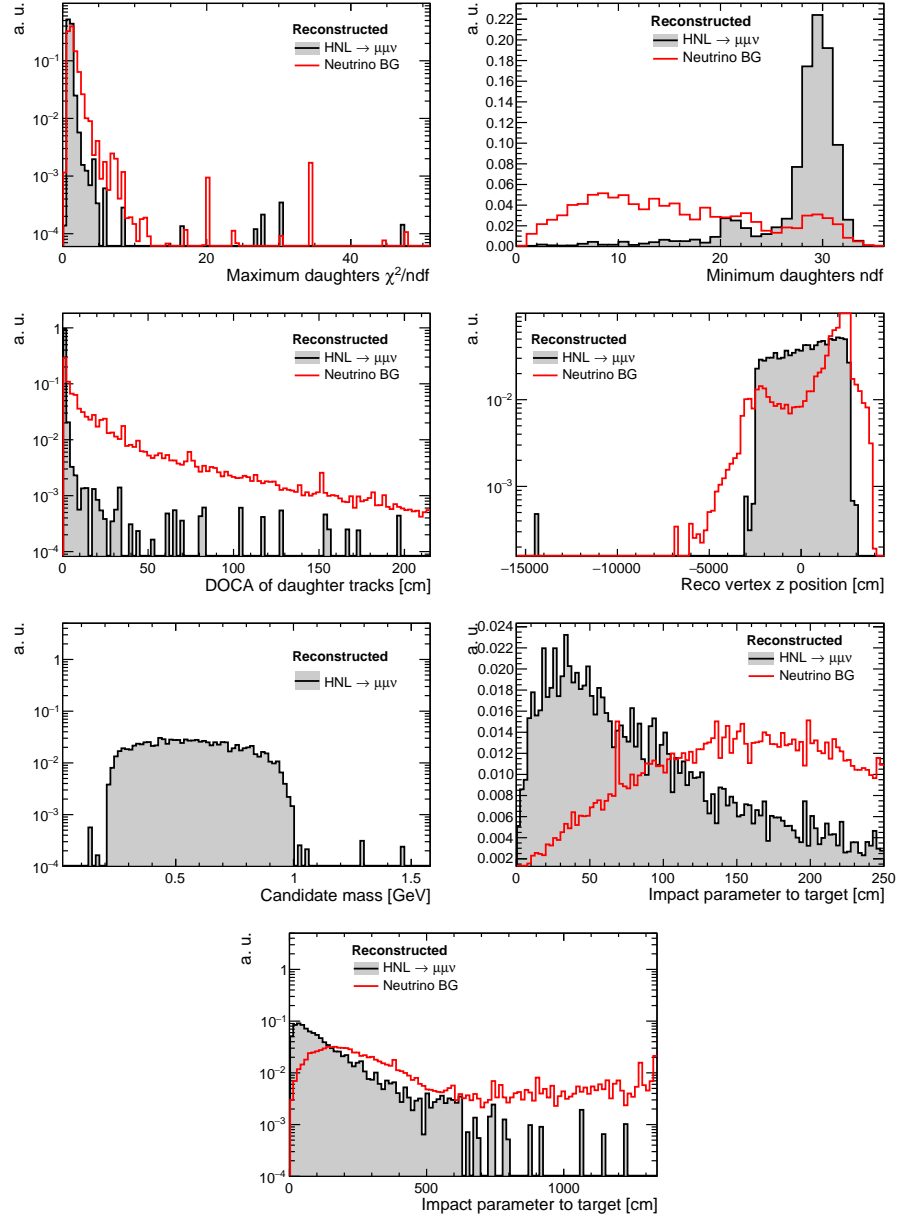 a. u.
Reconstructed
HNL → μμν
Neutrino BG
1
10⁻¹
10⁻²
10⁻³
10⁻⁴
0 20 40
Maximum daughters χ²/ndf
a. u.
Reconstructed
HNL → μμν
Neutrino BG
0.22
0.20
0.18
0.16
0.14
0.12
0.10
0.08
0.06
0.04
0.02
0.00
0 10 20 30
Minimum daughters ndf
a. u.
Reconstructed
HNL → μμν
Neutrino BG
1
10⁻¹
10⁻²
10⁻³
10⁻⁴
0 50 100 150 200
DOCA of daughter tracks [cm]
a. u.
Reconstructed
HNL → μμν
Neutrino BG
10⁻²
10⁻³
−15000 −10000 −5000 0
Reco vertex z position [cm]
a. u.
Reconstructed
HNL → μμν
1
10⁻¹
10⁻²
10⁻³
10⁻⁴
0.5 1 1.5
Candidate mass [GeV]
a. u.
Reconstructed
HNL → μμν
Neutrino BG
0.024
0.022
0.020
0.018
0.016
0.014
0.012
0.010
0.008
0.006
0.004
0.002
0 50 100 150 200 250
Impact parameter to target [cm]
a. u.
Reconstructed
HNL → μμν
Neutrino BG
1
10⁻¹
10⁻²
10⁻³
10⁻⁴
0 500 1000
Impact parameter to target [cm]